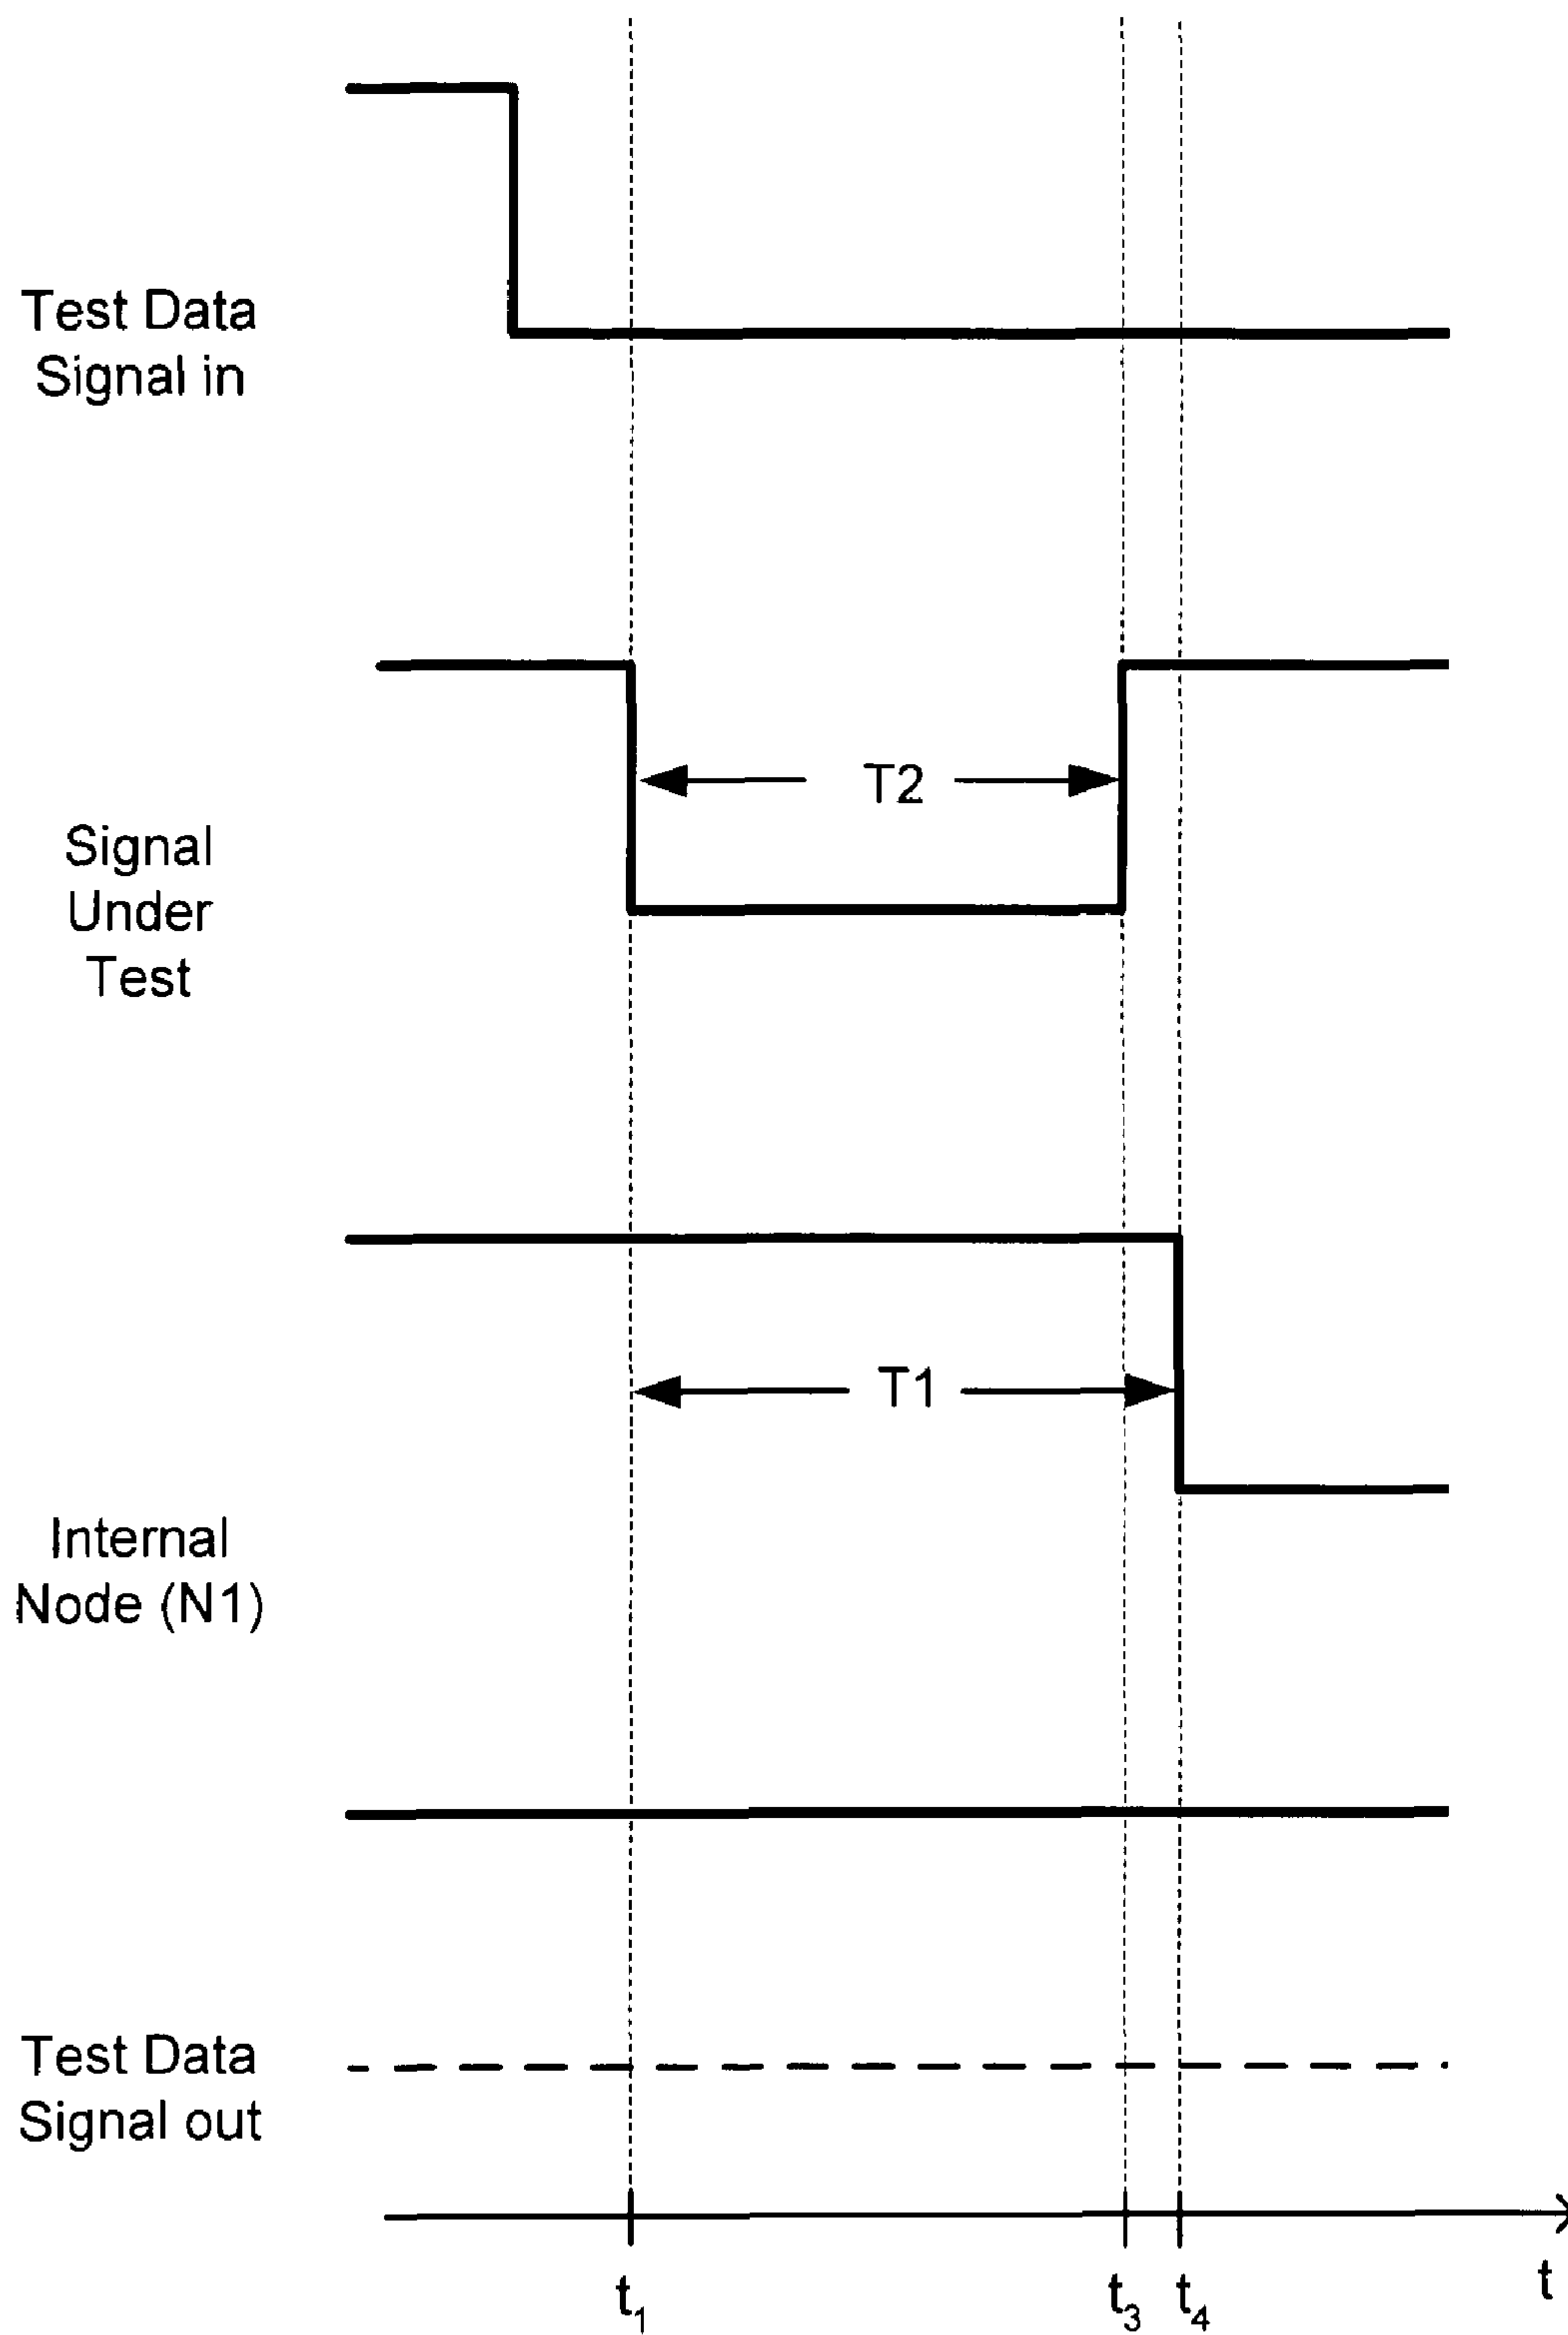 Test Data
Signal in
T2
Signal
Under
Test
T1
Internal
Node (N1)
Test Data
Signal out
t1 t3 t4 t